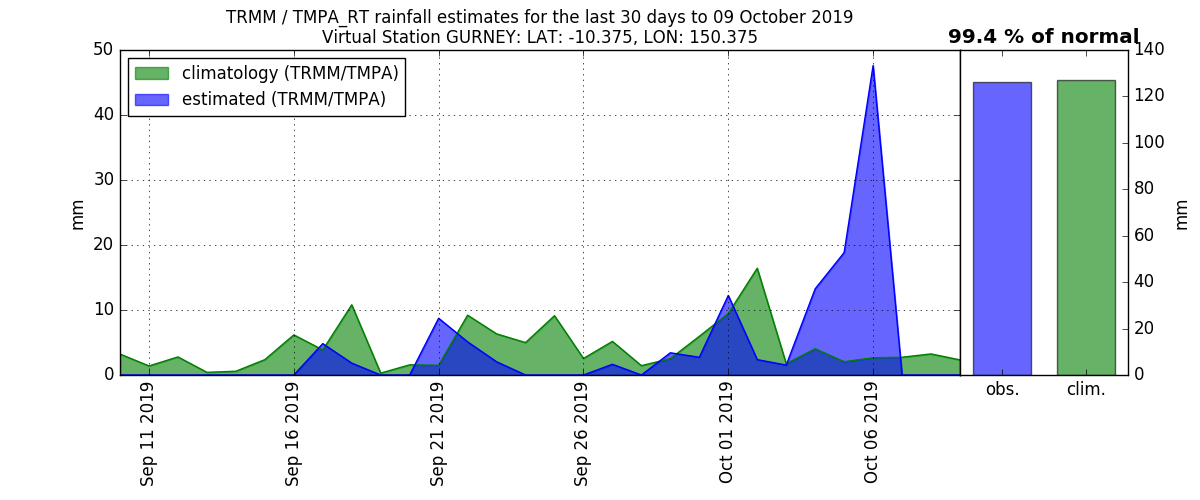 TRMM / TMPA_RT rainfall estimates for the last 30 days to 09 October 2019
Virtual Station GURNEY: LAT: -10.375, LON: 150.375
99.4 % of normal
climatology (TRMM/TMPA)
estimated (TRMM/TMPA)
mm
50
40
30
20
10
0
Sep 11 2019
Sep 16 2019
Sep 21 2019
Sep 26 2019
Oct 01 2019
Oct 06 2019
obs.
clim.
140
120
100
80
60
40
20
0
mm